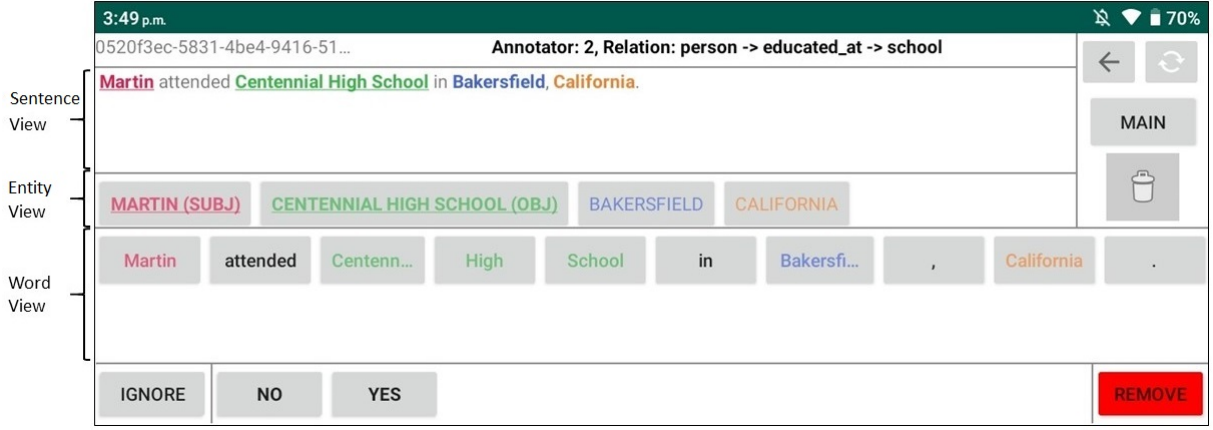 3:49 p.m. 70%
0520f3ec-5831-4be4-9416-51... Annotator: 2, Relation: person -> educated_at -> school
Sentence View
Martin attended Centennial High School in Bakersfield, California.
MAIN
Entity View
MARTIN (SUBJ) CENTENNIAL HIGH SCHOOL (OBJ) BAKERSFIELD CALIFORNIA
Word View
Martin attended Centenn... High School in Bakersfi... , California .
IGNORE NO YES REMOVE